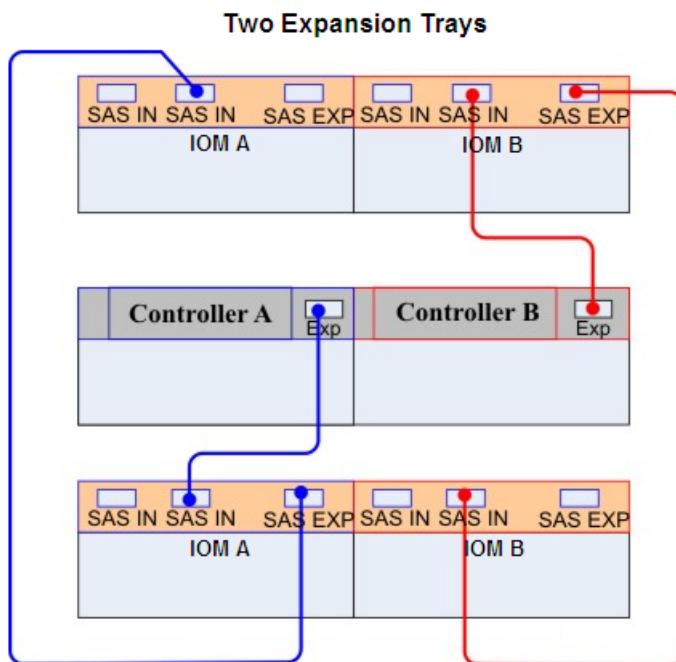 Two Expansion Trays
SAS IN SAS IN SAS EXP SAS IN SAS IN SAS EXP
IOM A IOM B
Controller A Exp Controller B Exp
SAS IN SAS IN SAS EXP SAS IN SAS IN SAS EXP
IOM A IOM B